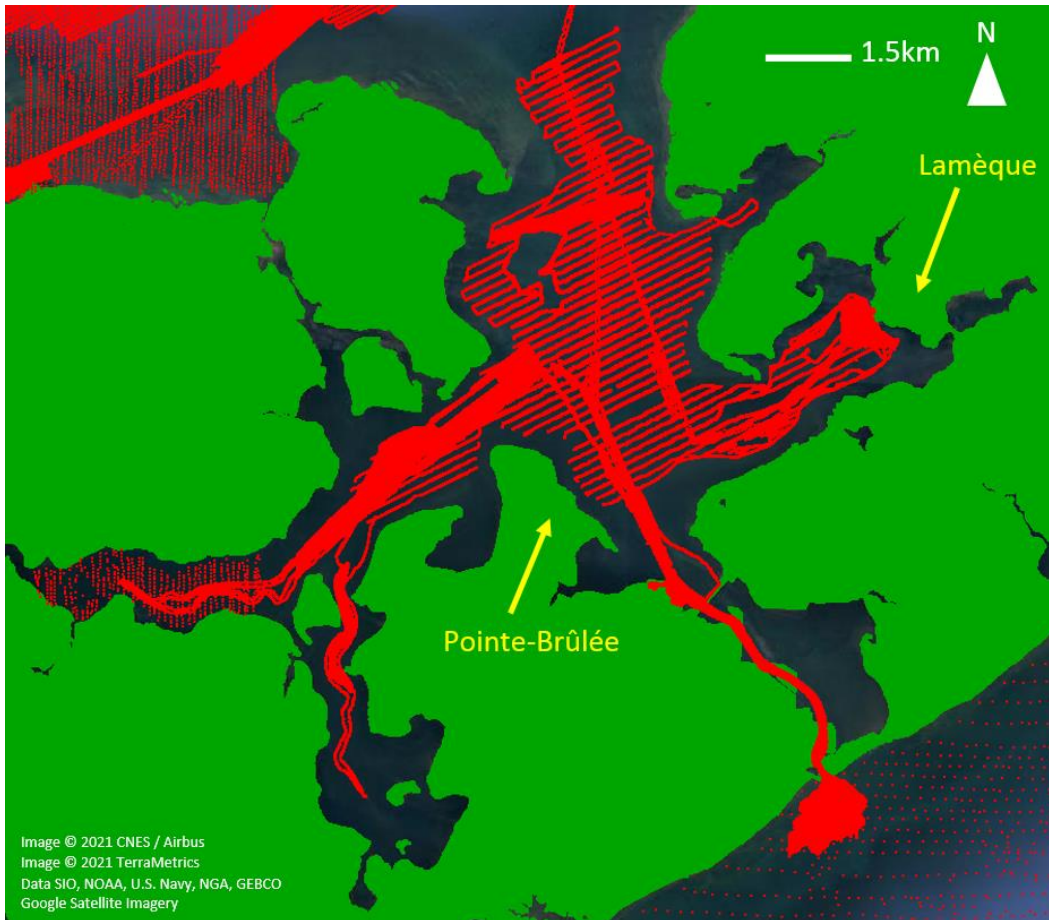 N
1.5km
Lamèque
Pointe-Brûlée
Image © 2021 CNES / Airbus
Image © 2021 TerraMetrics
Data SIO, NOAA, U.S. Navy, NGA, GEBCO
Google Satellite Imagery